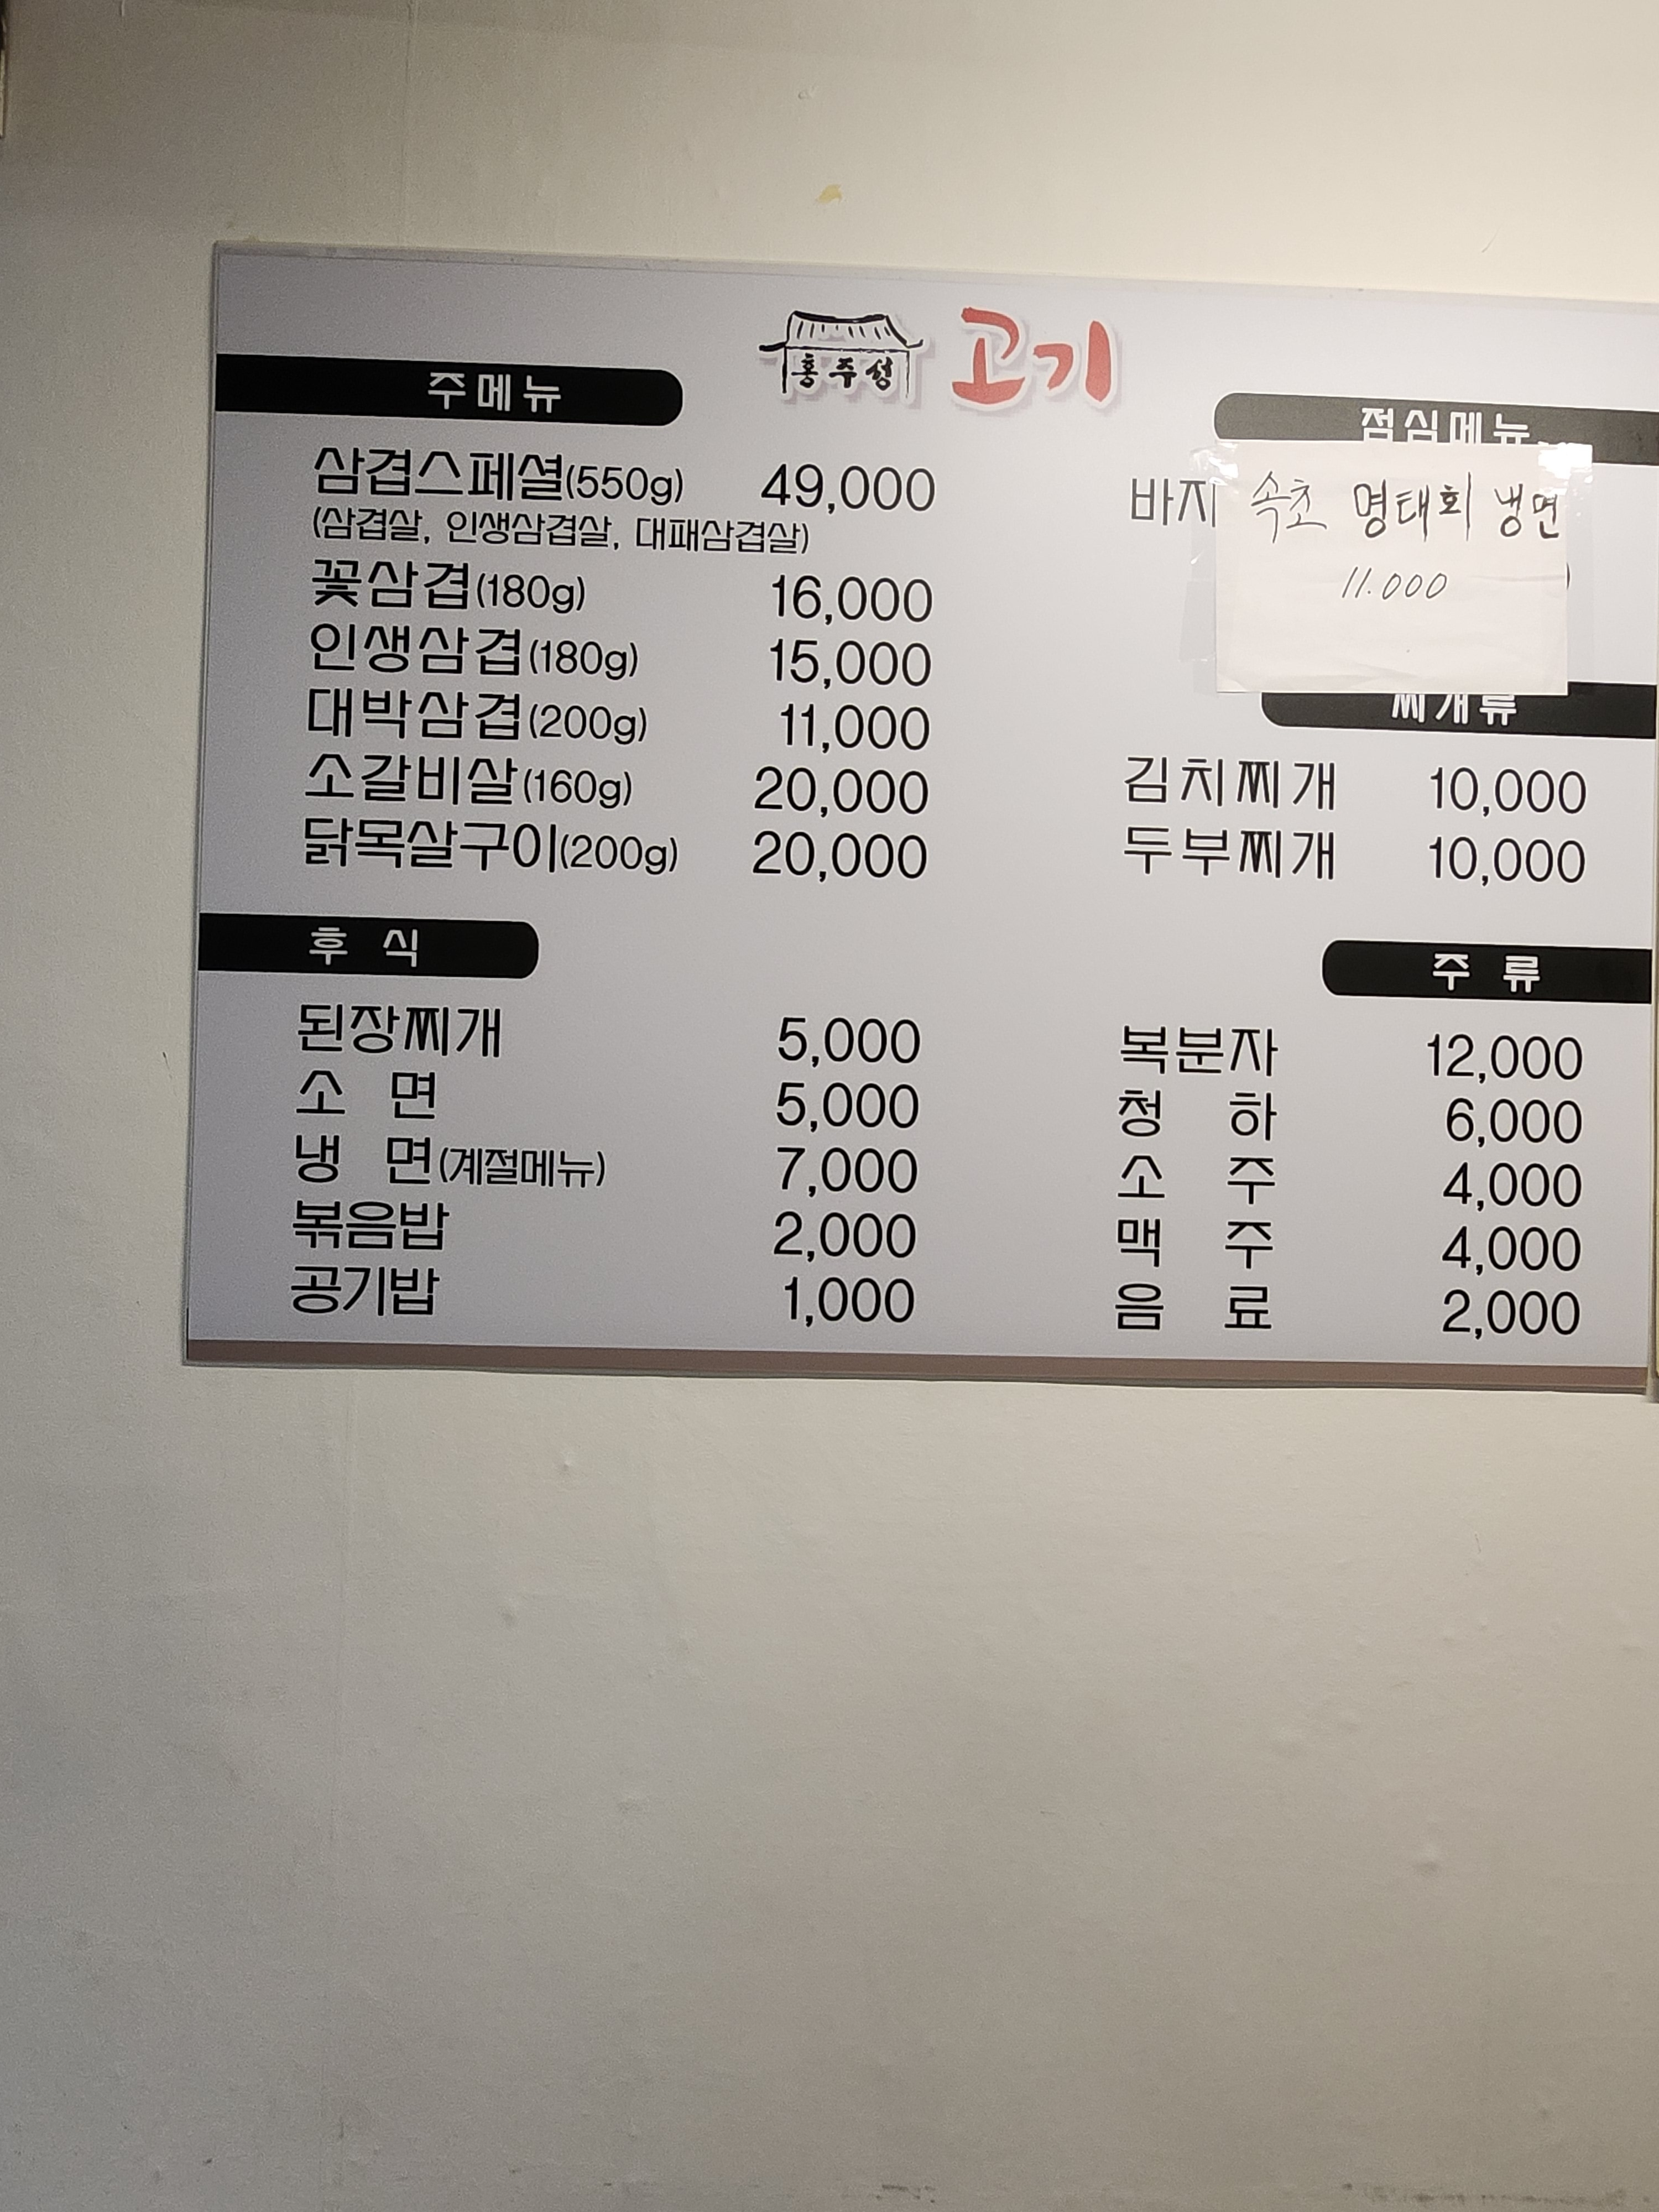 홍주성 고기
주메뉴
삼겹스페셜(550g) 49,000
(삼겹살, 인생삼겹살, 대패삼겹살)
꽃삼겹(180g) 16,000
인생삼겹(180g) 15,000
대박삼겹(200g) 11,000
소갈비살(160g) 20,000
닭목살구이(200g) 20,000
후 식
된장찌개 5,000
소 면 5,000
냉 면(계절메뉴) 7,000
볶음밥 2,000
공기밥 1,000
점심메뉴
바지
속초 명태회 냉면
11.000
찌개류
김치찌개 10,000
두부찌개 10,000
주 류
복분자 12,000
청 하 6,000
소 주 4,000
맥 주 4,000
음 료 2,000